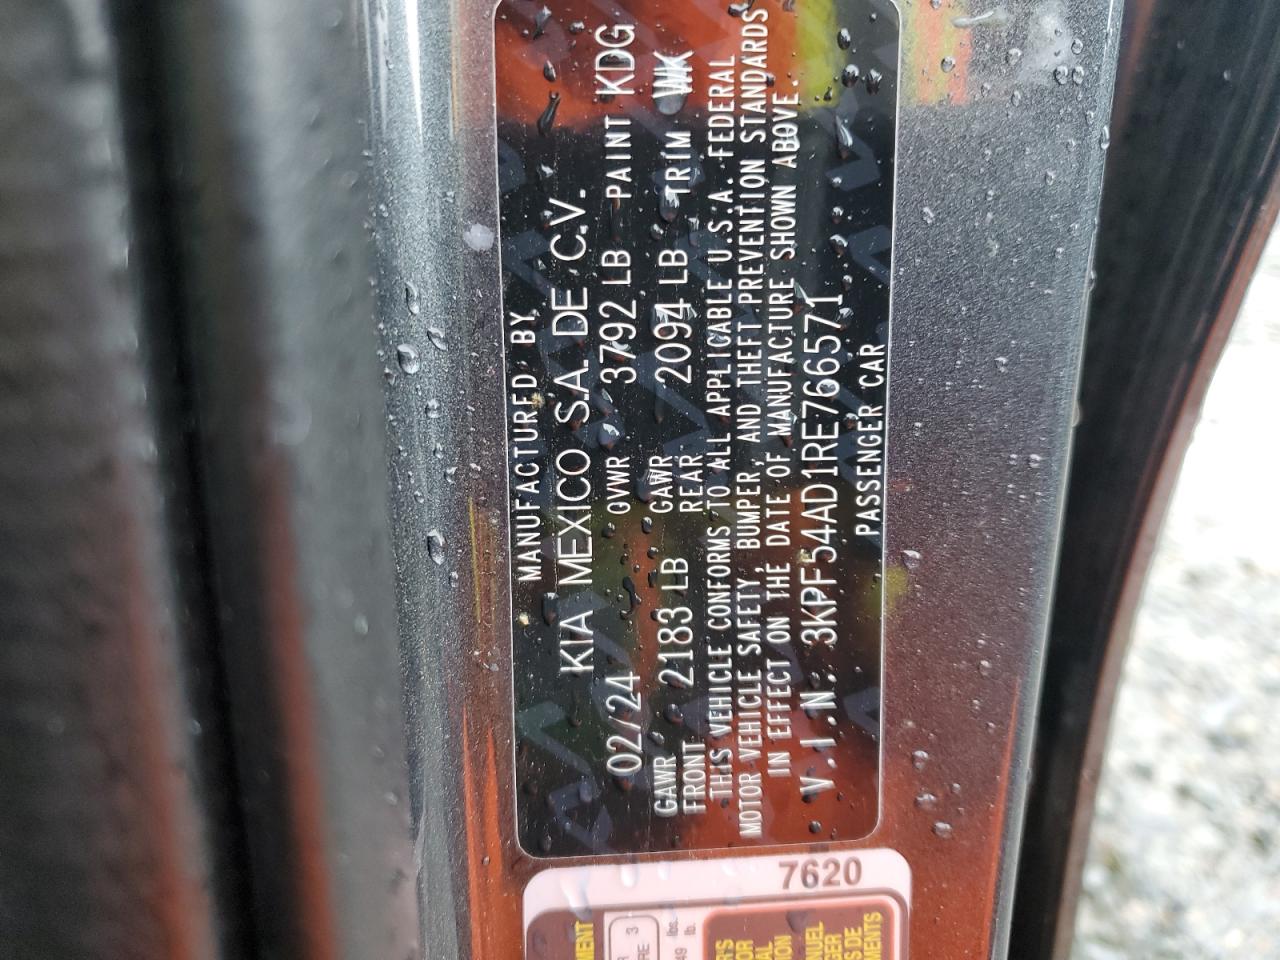 MANUFACTURED BY
KIA MEXICO S.A. DE C.V.
02/24 GVWR 3792 LB PAINT KDG
GAWR FRONT 2183 LB GAWR REAR 2094 LB TRIM WK
THIS VEHICLE CONFORMS TO ALL APPLICABLE U.S.A. FEDERAL
MOTOR VEHICLE SAFETY, BUMPER, AND THEFT PREVENTION STANDARDS
IN EFFECT ON THE DATE OF MANUFACTURE SHOWN ABOVE.
V.I.N: 3KPF54AD1RE766571
PASSENGER CAR
7620